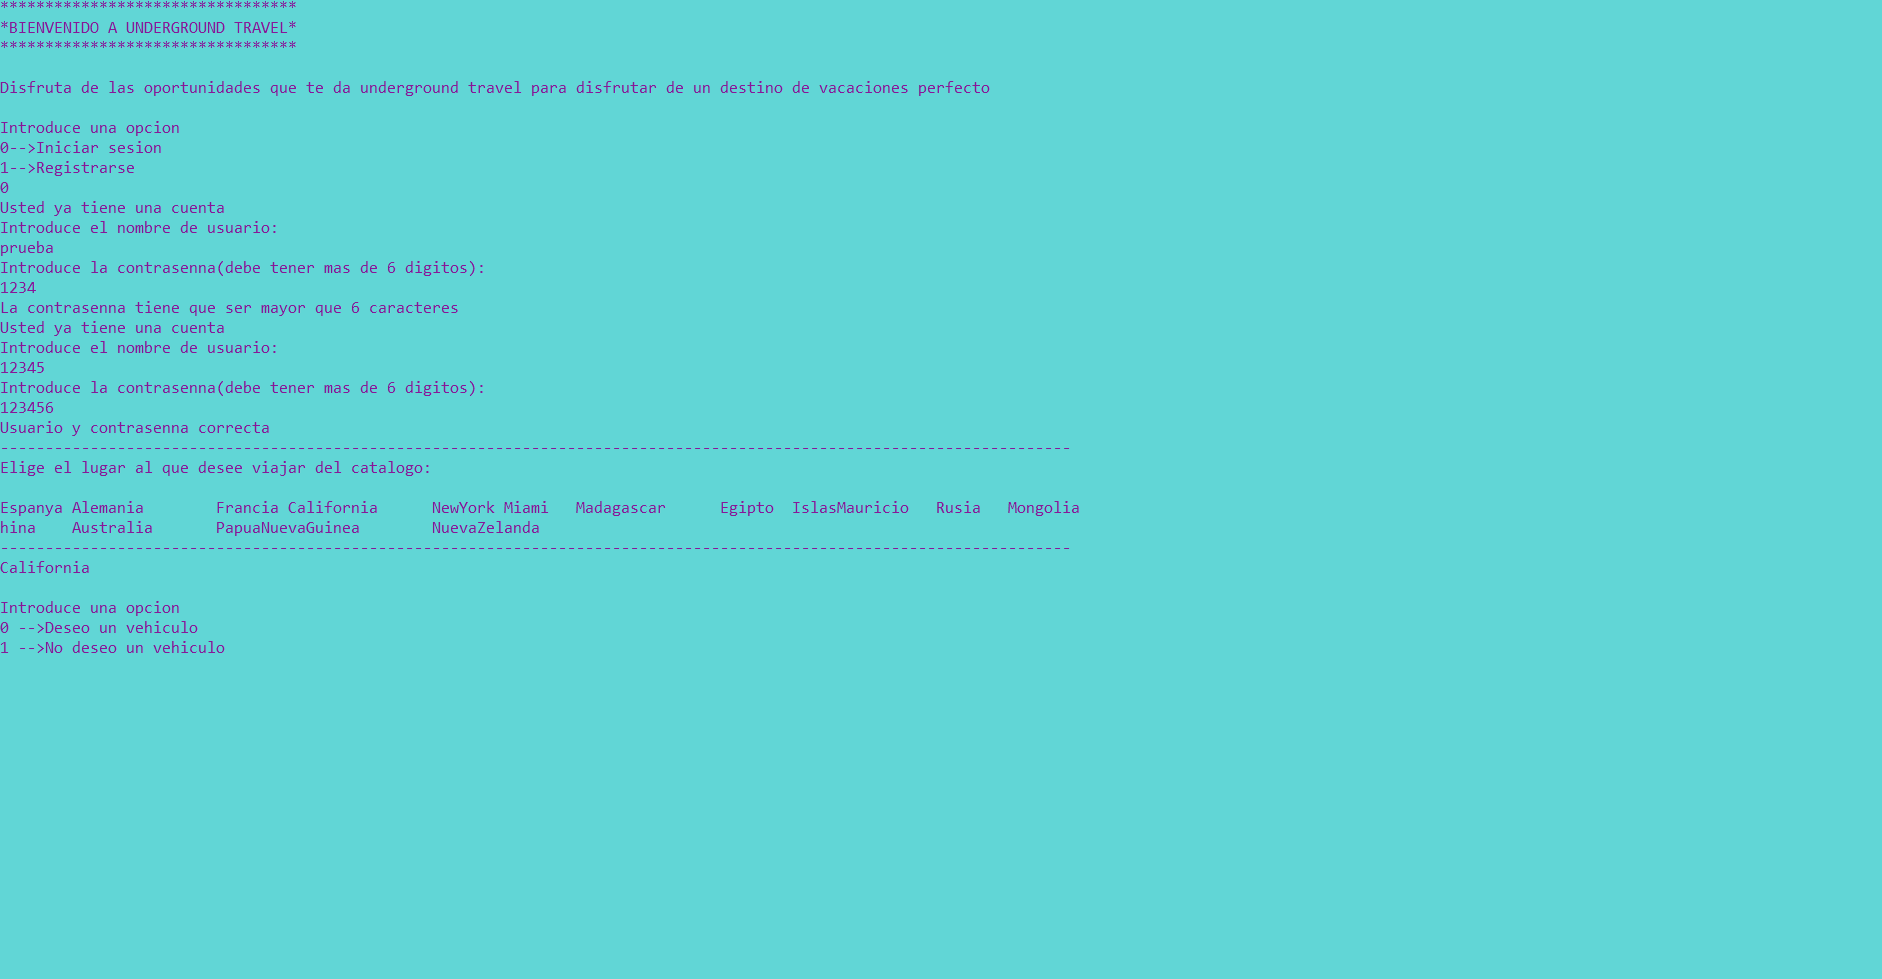 *********************************
*BIENVENIDO A UNDERGROUND TRAVEL*
*********************************
Disfruta de las oportunidades que te da underground travel para disfrutar de un destino de vacaciones perfecto
Introduce una opcion
0-->Iniciar sesion
1-->Registrarse
0
Usted ya tiene una cuenta
Introduce el nombre de usuario:
prueba
Introduce la contrasenna(debe tener mas de 6 digitos):
1234
La contrasenna tiene que ser mayor que 6 caracteres
Usted ya tiene una cuenta
Introduce el nombre de usuario:
12345
Introduce la contrasenna(debe tener mas de 6 digitos):
123456
Usuario y contrasenna correcta
-----------------------------------------------------------------------------------------------------------------------
Elige el lugar al que desee viajar del catalogo:
Espanya Alemania        Francia California      NewYork Miami   Madagascar      Egipto  IslasMauricio   Rusia   Mongolia
hina    Australia       PapuaNuevaGuinea        NuevaZelanda
-----------------------------------------------------------------------------------------------------------------------
California
Introduce una opcion
0 -->Deseo un vehiculo
1 -->No deseo un vehiculo